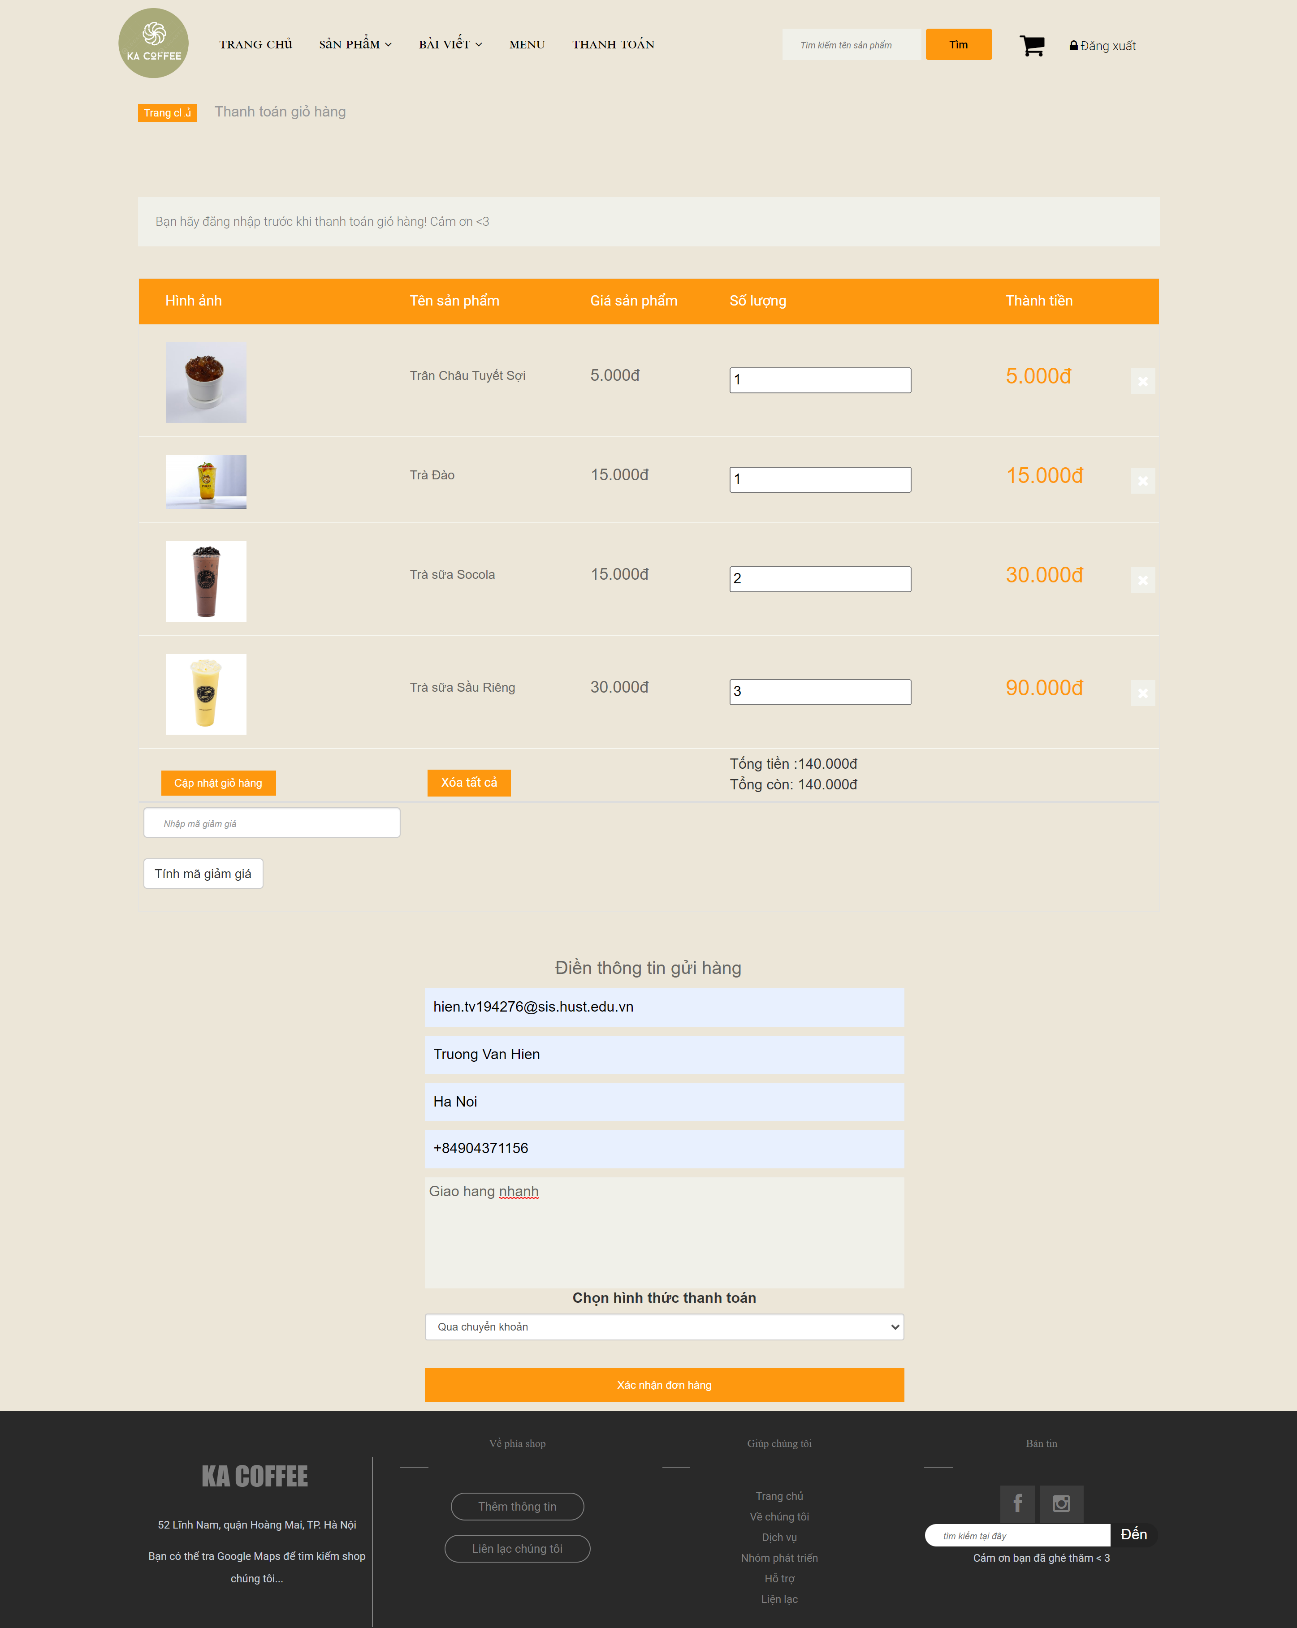 KA COFFEE
TRANG CHỦ SẢN PHẨM BÀI VIẾT MENU THANH TOÁN
Tìm kiếm tên sản phẩm Tìm Đăng xuất
Thanh toán giỏ hàng
Bạn hãy đăng nhập trước khi thanh toán giỏ hàng! Cảm ơn <3
Hình ảnh Tên sản phẩm Giá sản phẩm Số lượng Thành tiền
Trân Châu Tuyết Sợi 5.000đ 1 5.000đ
Trà Đào 15.000đ 1 15.000đ
Trà sữa Socola 15.000đ 2 30.000đ
Trà sữa Sầu Riêng 30.000đ 3 90.000đ
Cập nhật giỏ hàng Xóa tất cả Tổng tiền :140.000đ
Tổng còn: 140.000đ
Nhập mã giảm giá
Tính mã giảm giá
Điền thông tin gửi hàng
hien.tv194276@sis.hust.edu.vn
Truong Van Hien
Ha Noi
+84904371156
Giao hang nhanh
Chọn hình thức thanh toán
Qua chuyển khoản
Xác nhận đơn hàng
KA COFFEE
52 Lĩnh Nam, quận Hoàng Mai, TP. Hà Nội
Bạn có thể tra Google Maps để tìm kiếm shop
chúng tôi...
Về phía shop
Thêm thông tin
Liên lạc chúng tôi
Giúp chúng tôi
Trang chủ
Về chúng tôi
Dịch vụ
Nhóm phát triển
Hỗ trợ
Liện lạc
Bản tin
tìm kiếm tại đây Đến
Cảm ơn bạn đã ghé thăm < 3